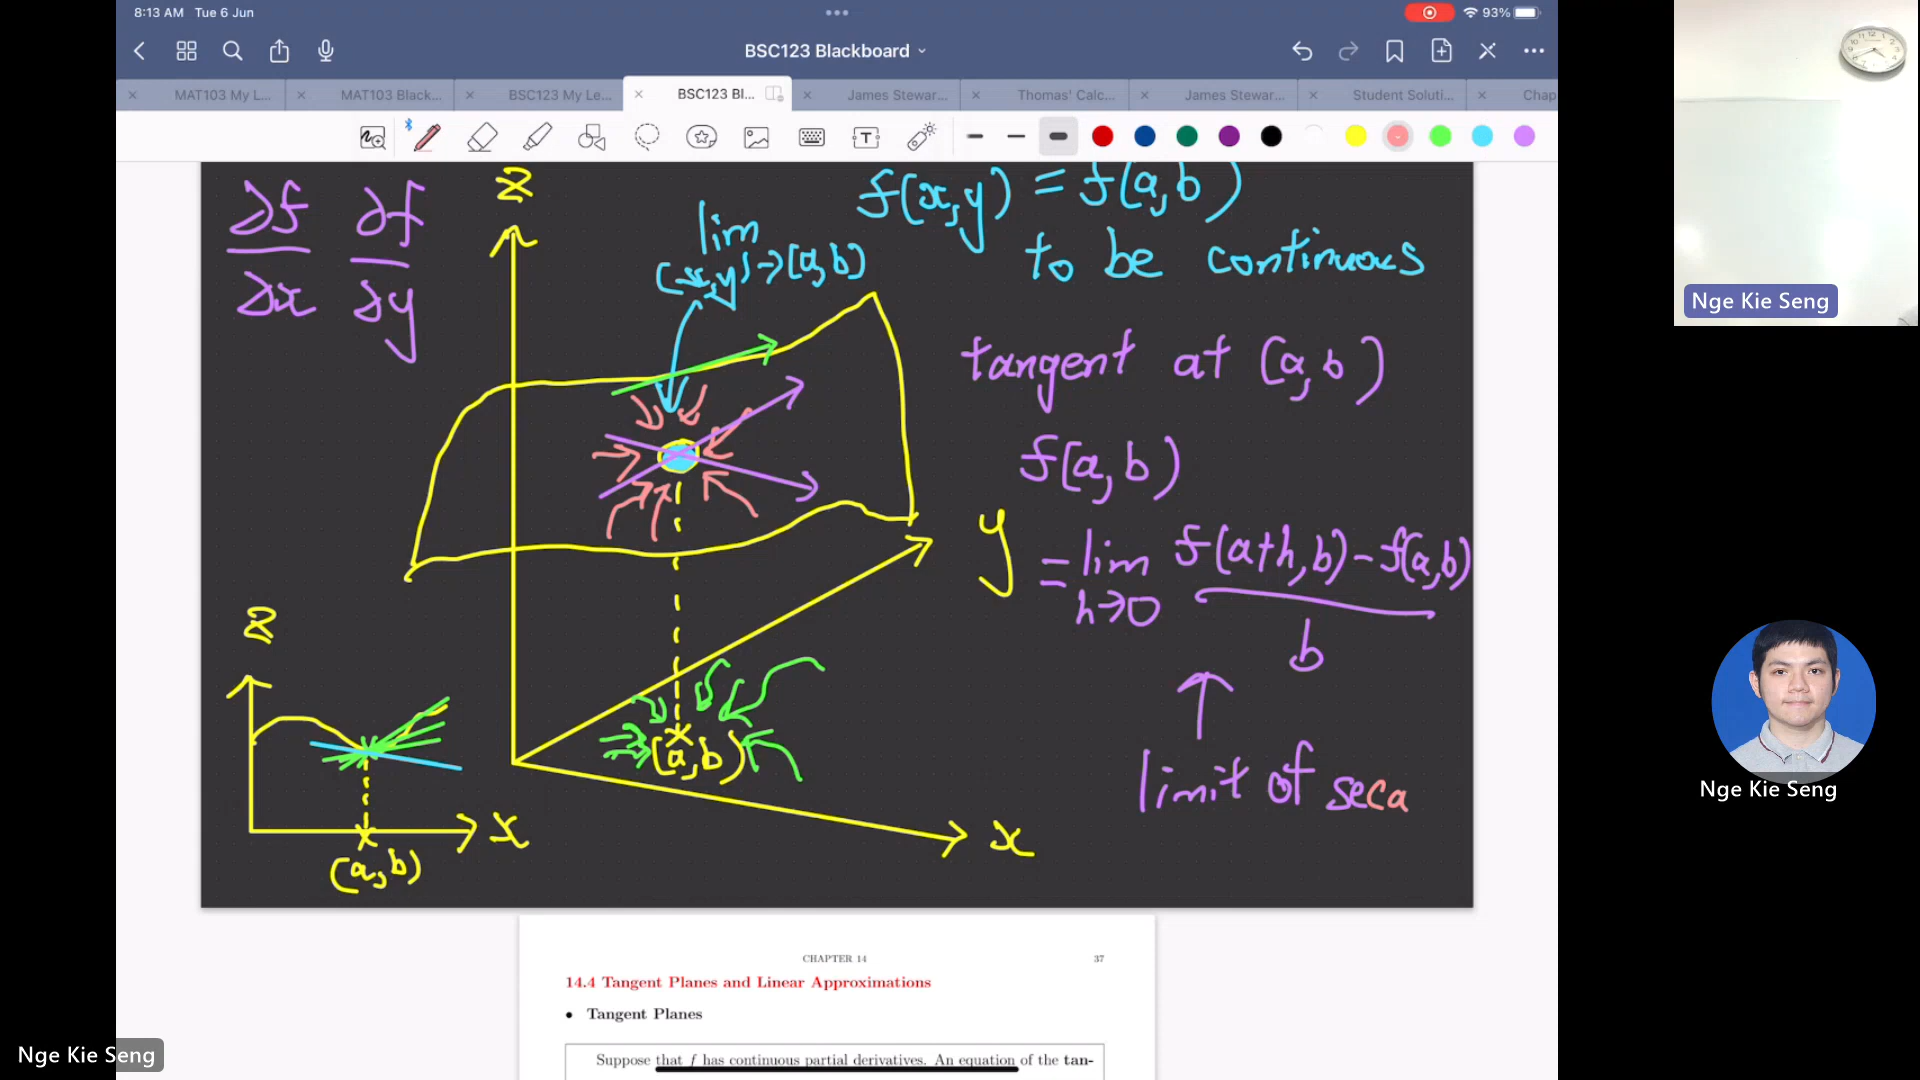 8:13 AM Tue 6 Jun
93%
BSC123 Blackboard
MAT103 My L...
MAT103 Black...
BSC123 My Le...
BSC123 Bl...
James Stewar...
Thomas' Calc...
James Stewar...
Student Soluti...
Chap
∂f/∂x ∂f/∂y
z
lim (x,y)→(a,b)
f(x,y) = f(a,b)
to be continuous
tangent at (a,b)
f(a,b)
= lim h→0 f(a+h,b)-f(a,b)
b
limit of seca
y
x
(a,b)
z
x
(a,b)
CHAPTER 14
37
14.4 Tangent Planes and Linear Approximations
• Tangent Planes
Suppose that f has continuous partial derivatives. An equation of the tan-
Nge Kie Seng
Nge Kie Seng
Nge Kie Seng